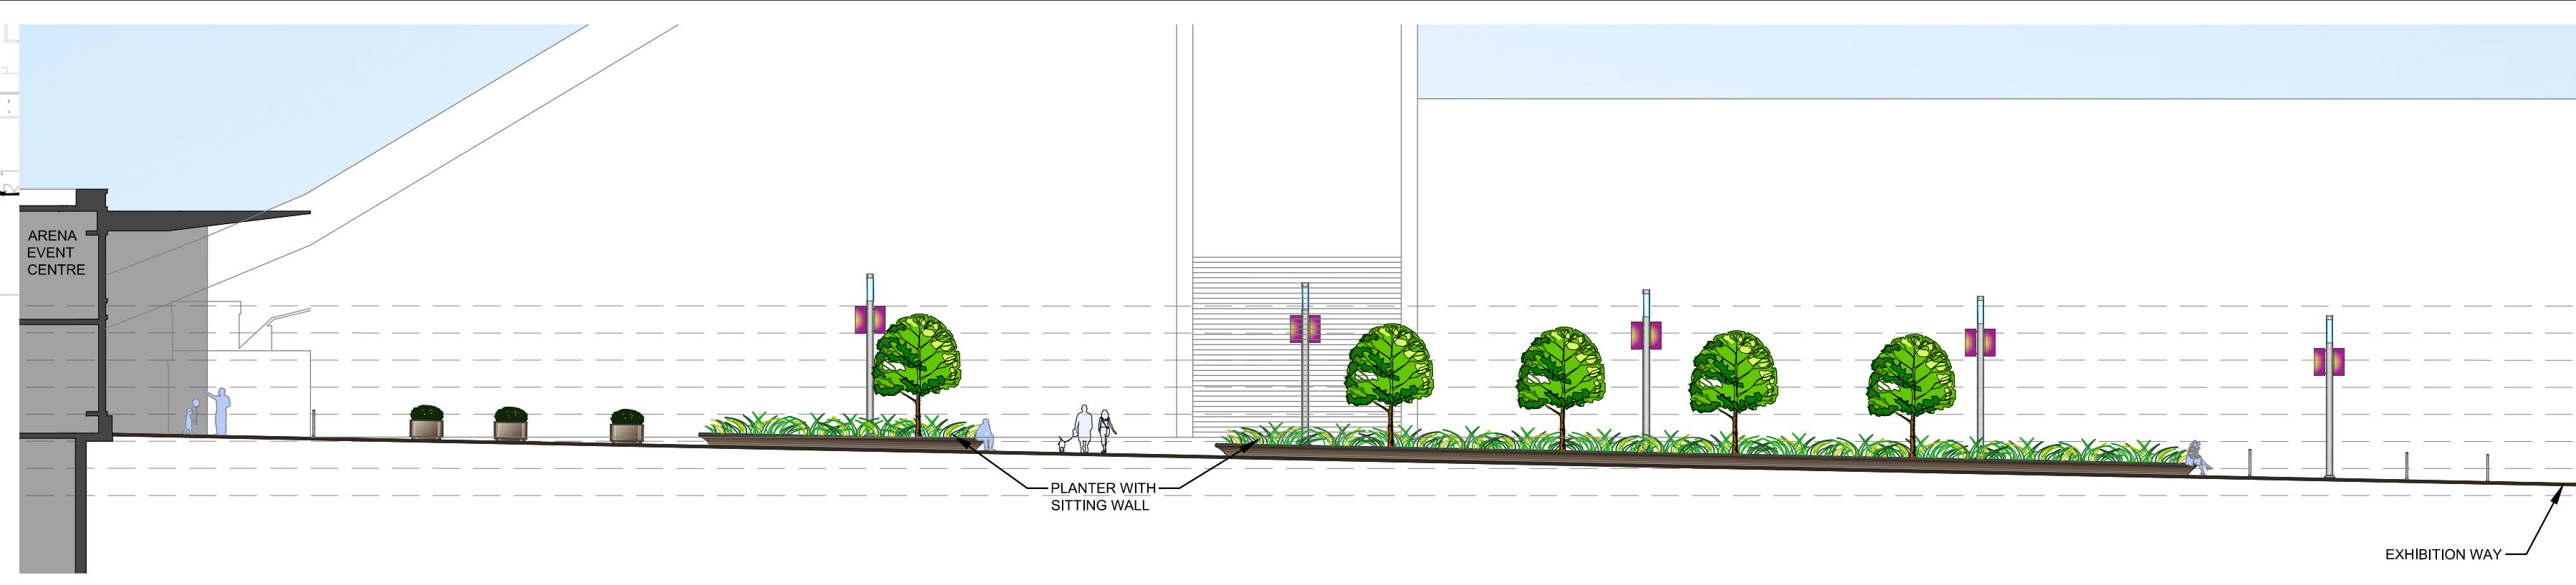 ARENA
EVENT
CENTRE
PLANTER WITH
SITTING WALL
EXHIBITION WAY